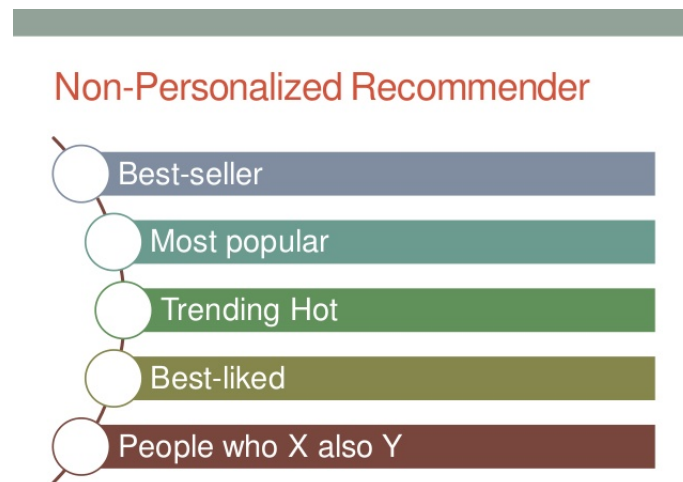 Non-Personalized Recommender
Best-seller
Most popular
Trending Hot
Best-liked
People who X also Y